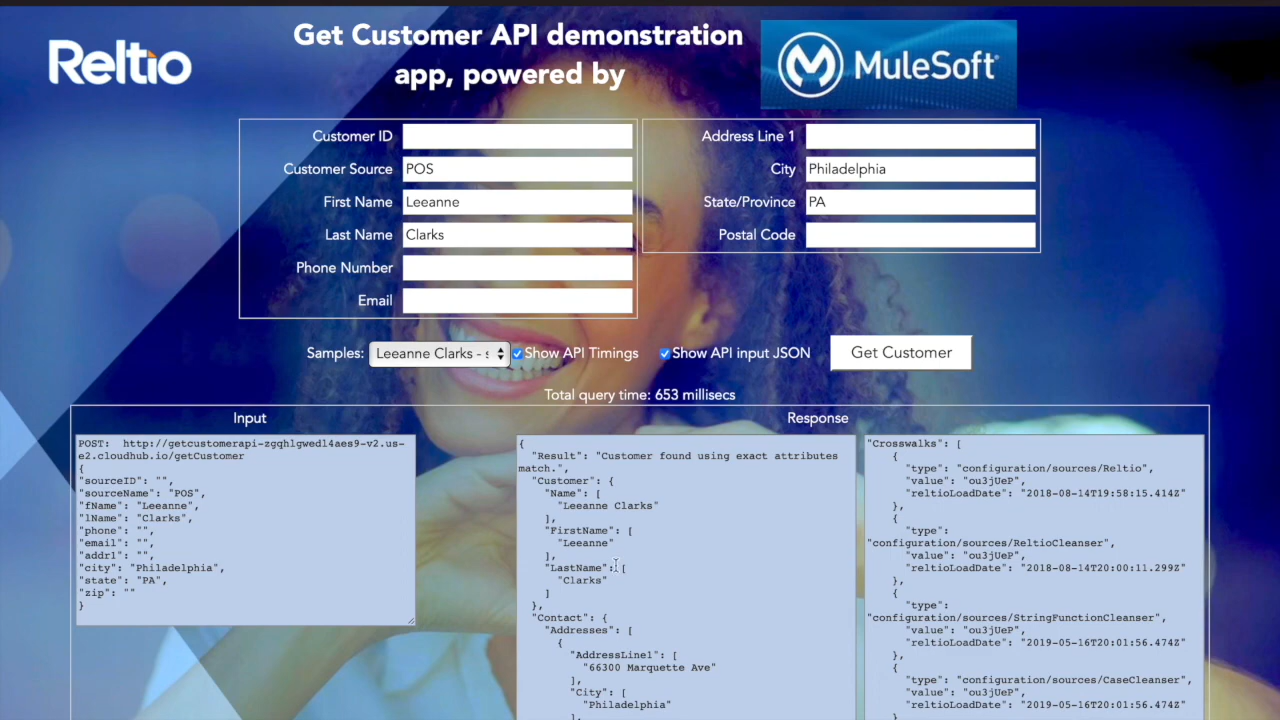 Reltio
Get Customer API demonstration
app, powered by
MuleSoft
Customer ID
Customer Source POS
First Name Leeanne
Last Name Clarks
Phone Number
Email
Address Line 1
City Philadelphia
State/Province PA
Postal Code
Samples: Leeanne Clarks - Show API Timings Show API input JSON Get Customer
Total query time: 653 millisecs
Input
POST: http://getcustomerapi-zgqh1gwed14aes9-v2.us-
e2.cloudhub.io/getCustomer
{
"sourceID": "",
"sourceName": "POS",
"fName": "Leeanne",
"lName": "Clarks",
"phone": "",
"email": "",
"addr1": "",
"city": "Philadelphia",
"state": "PA",
"zip": ""
}
Response
{
"Result": "Customer found using exact attributes
match.",
"Customer": {
"Name": [
"Leeanne Clarks"
],
"FirstName": [
"Leeanne"
],
"LastName": [
"Clarks"
]
},
"Contact": {
"Addresses": [
{
"AddressLine1": [
"66300 Marquette Ave"
],
"City": [
"Philadelphia"
],
"Crosswalks": [
{
"type": "configuration/sources/Reltio",
"value": "ou3jUeP",
"reltioLoadDate": "2018-08-14T19:58:15.414Z"
},
{
"type":
"configuration/sources/ReltioCleanser",
"value": "ou3jUeP",
"reltioLoadDate": "2018-08-14T20:00:11.299Z"
},
{
"type":
"configuration/sources/StringFunctionCleanser",
"value": "ou3jUeP",
"reltioLoadDate": "2019-05-16T20:01:56.474Z"
},
{
"type": "configuration/sources/CaseCleanser",
"value": "ou3jUeP",
"reltioLoadDate": "2019-05-16T20:01:56.474Z"
},